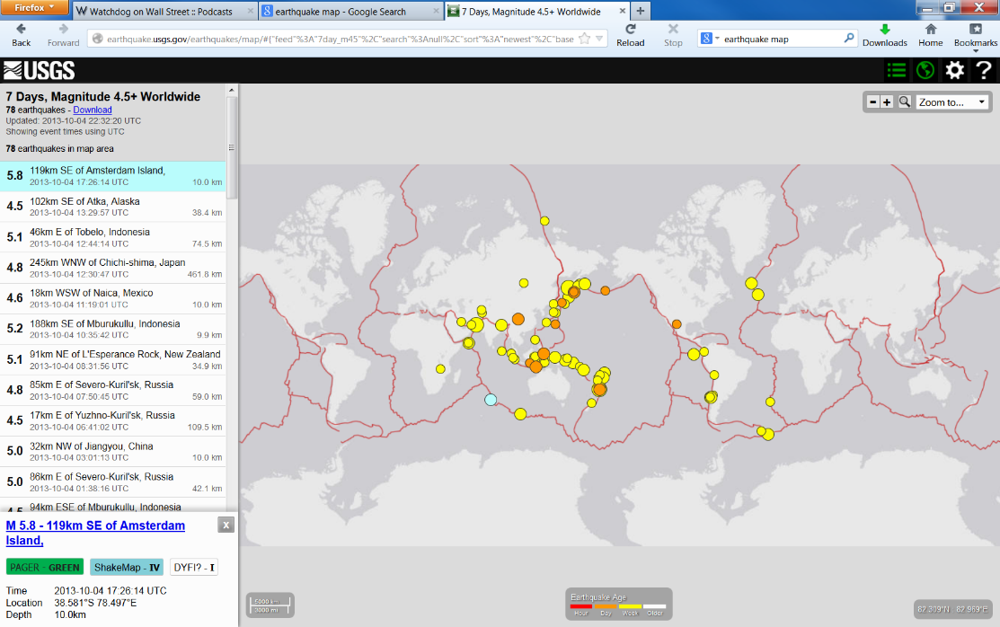 Firefox
Watchdog on Wall Street :: Podcasts
earthquake map - Google Search
7 Days, Magnitude 4.5+ Worldwide
Back
Forward
earthquake.usgs.gov/earthquakes/map/#{"feed"%3A"7day_m45"%2C"search"%3Anull%2C"sort"%3A"newest"%2C"base
Reload
Stop
earthquake map
Downloads
Home
Bookmarks
USGS
7 Days, Magnitude 4.5+ Worldwide
78 earthquakes - Download
Updated: 2013-10-04 22:32:20 UTC
Showing event times using UTC
78 earthquakes in map area
Zoom to...
5.8 119km SE of Amsterdam Island,
2013-10-04 17:26:14 UTC 10.0 km
4.5 102km SE of Atka, Alaska
2013-10-04 13:29:57 UTC 38.4 km
5.1 46km E of Tobelo, Indonesia
2013-10-04 12:44:14 UTC 74.5 km
4.8 245km WNW of Chichi-shima, Japan
2013-10-04 12:30:47 UTC 461.8 km
4.6 18km WSW of Naica, Mexico
2013-10-04 11:19:01 UTC 10.0 km
5.2 188km SE of Mburukullu, Indonesia
2013-10-04 10:35:42 UTC 9.9 km
5.1 91km NE of L'Esperance Rock, New Zealand
2013-10-04 08:31:56 UTC 34.9 km
4.8 85km E of Severo-Kuril'sk, Russia
2013-10-04 07:50:45 UTC 59.0 km
4.5 17km E of Yuzhno-Kuril'sk, Russia
2013-10-04 06:41:02 UTC 109.5 km
5.0 32km NW of Jiangyou, China
2013-10-04 03:01:13 UTC 10.0 km
5.0 86km E of Severo-Kuril'sk, Russia
2013-10-04 01:38:16 UTC 42.1 km
94km ESE of Mburukullu, Indonesia
M 5.8 - 119km SE of Amsterdam
Island,
x
PAGER - GREEN
ShakeMap - IV
DYFI? - I
Time 2013-10-04 17:26:14 UTC
Location 38.581°S 78.497°E
Depth 10.0km
5000 km
3000 mi
Earthquake Age
Hour Day Week Older
82.309°N 82.969°E